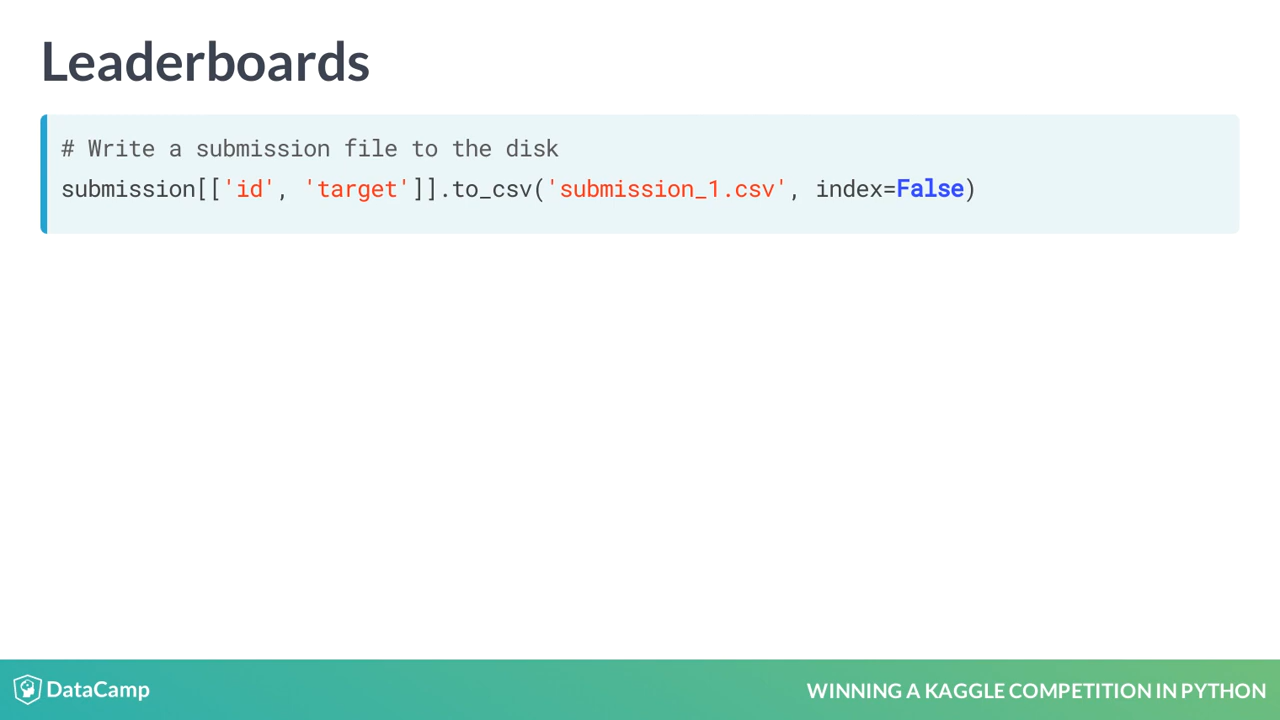 Leaderboards
# Write a submission file to the disk
submission[['id', 'target']].to_csv('submission_1.csv', index=False)
DataCamp
WINNING A KAGGLE COMPETITION IN PYTHON